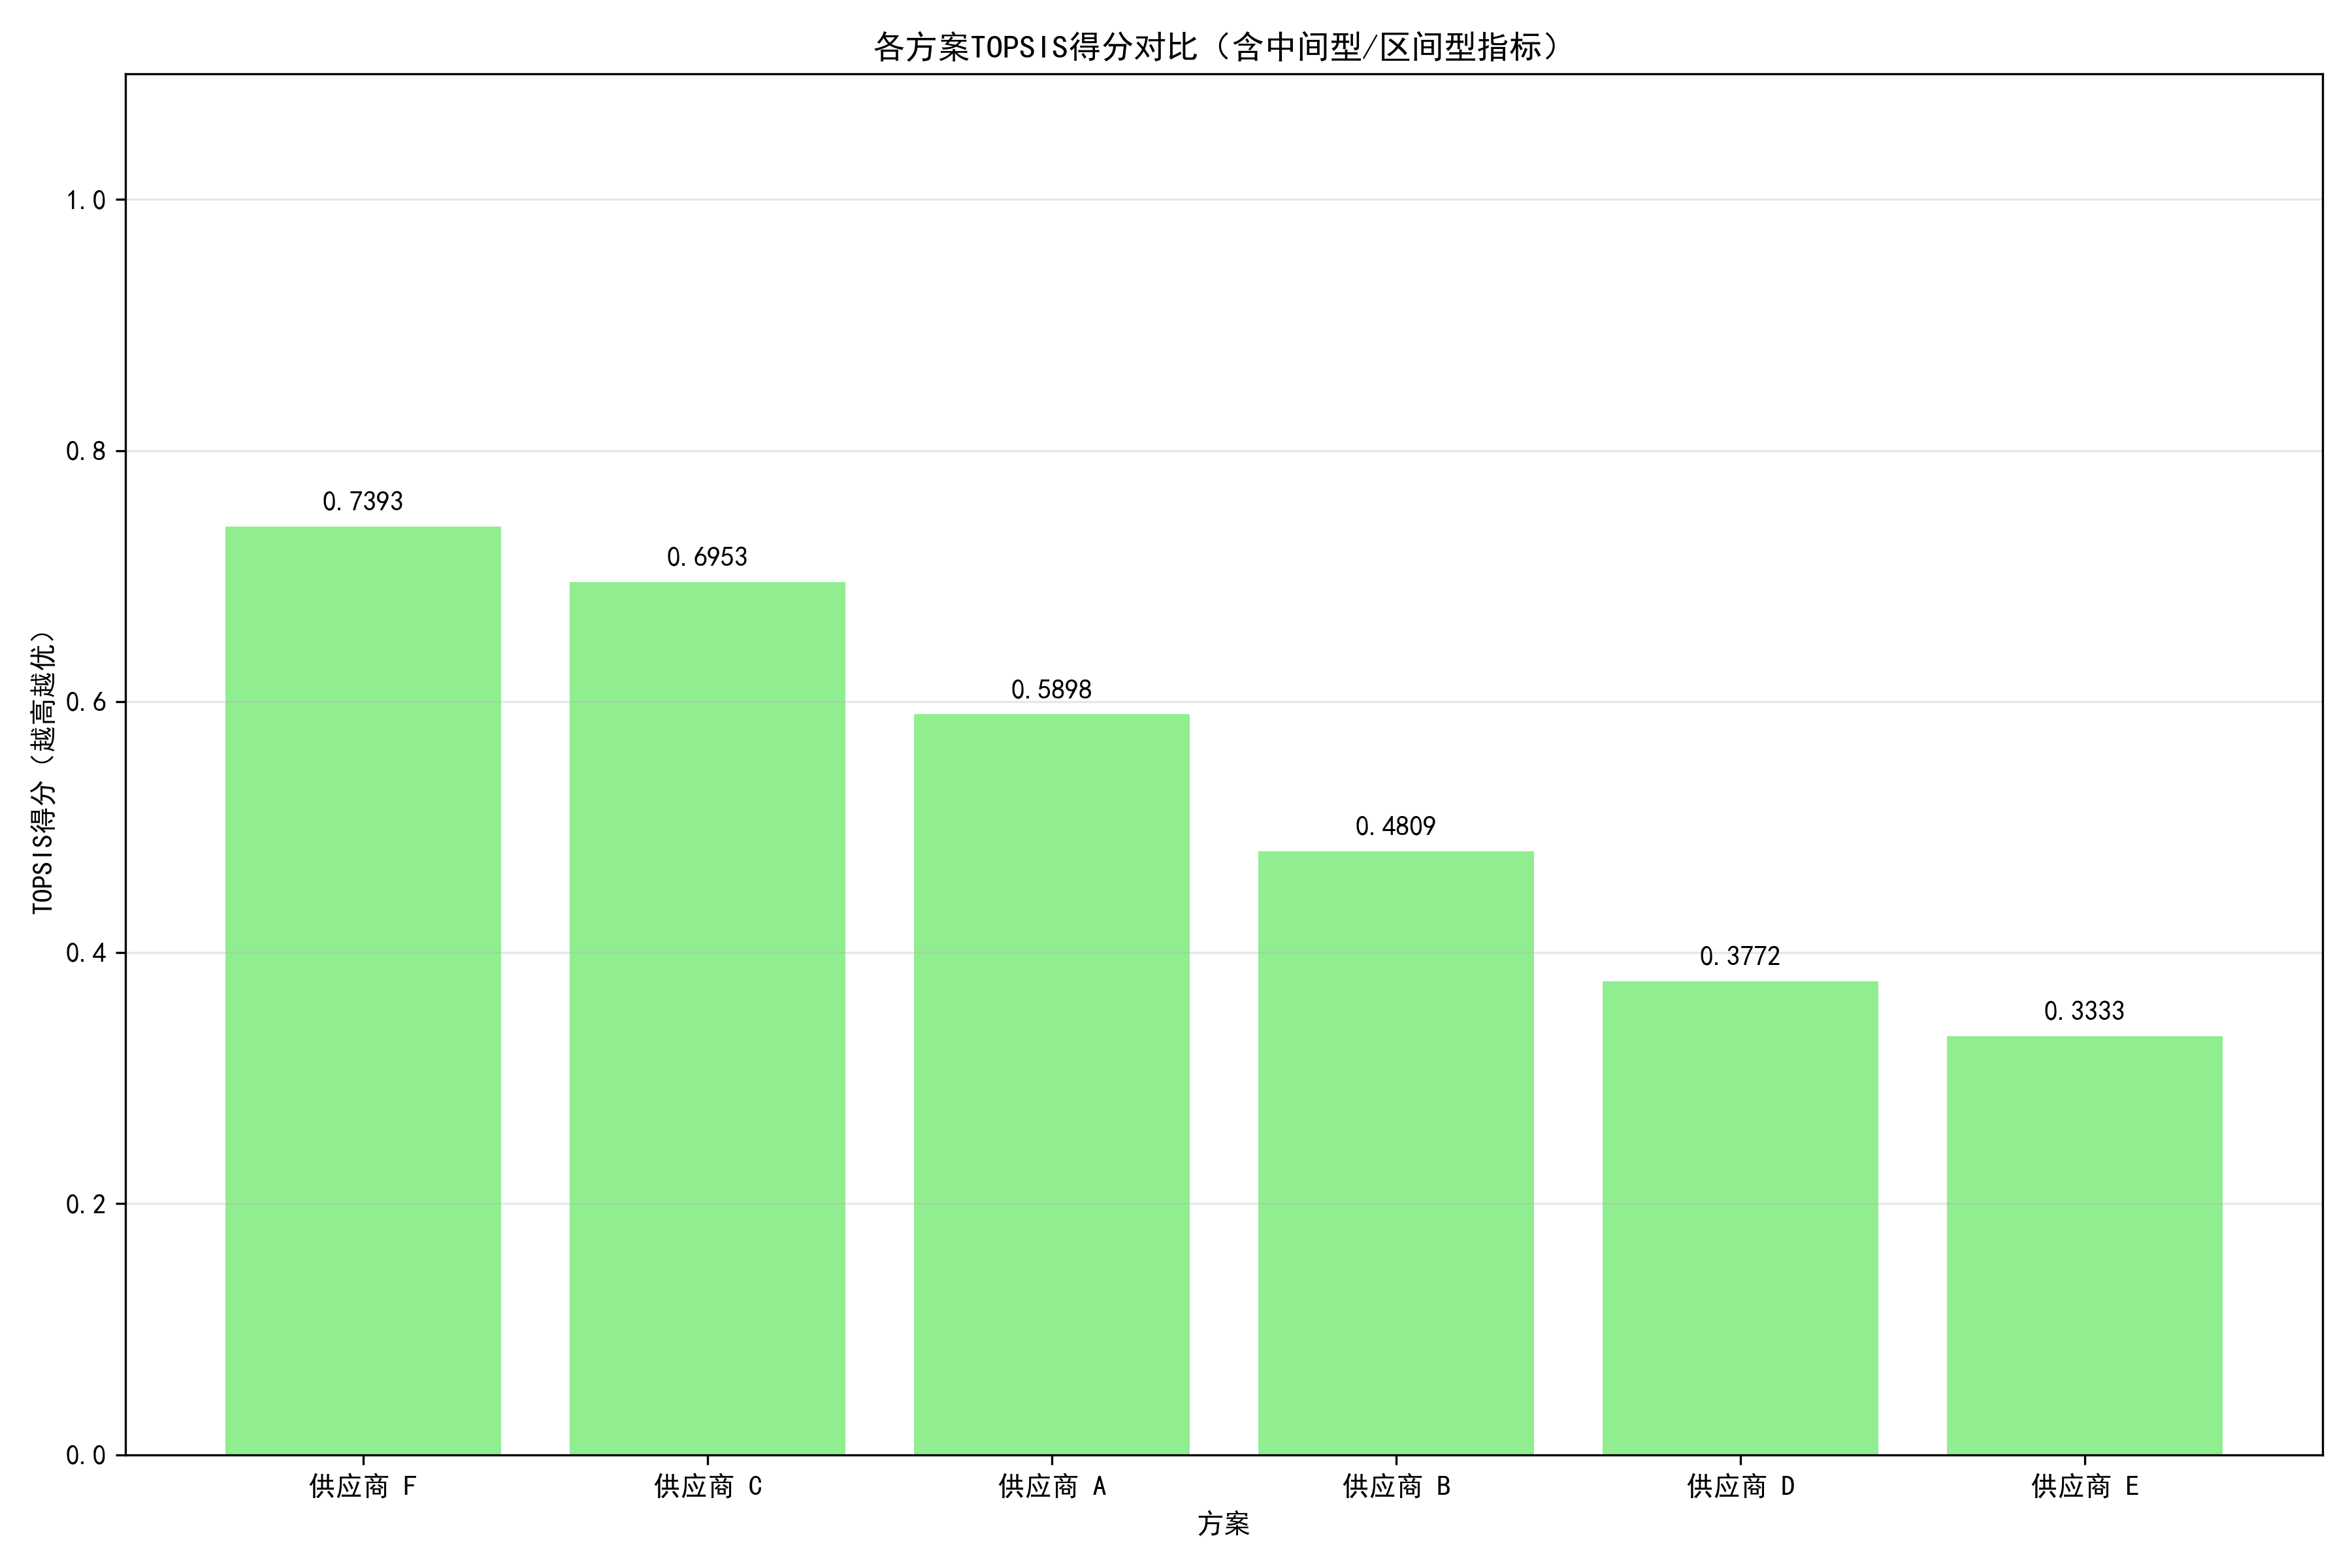 各方案TOPSIS得分对比（含中间型/区间型指标）
TOPSIS得分（越高越优）
1.0
0.8
0.6
0.4
0.2
0.0
0.7393
0.6953
0.5898
0.4809
0.3772
0.3333
供应商 F
供应商 C
供应商 A
供应商 B
供应商 D
供应商 E
方案